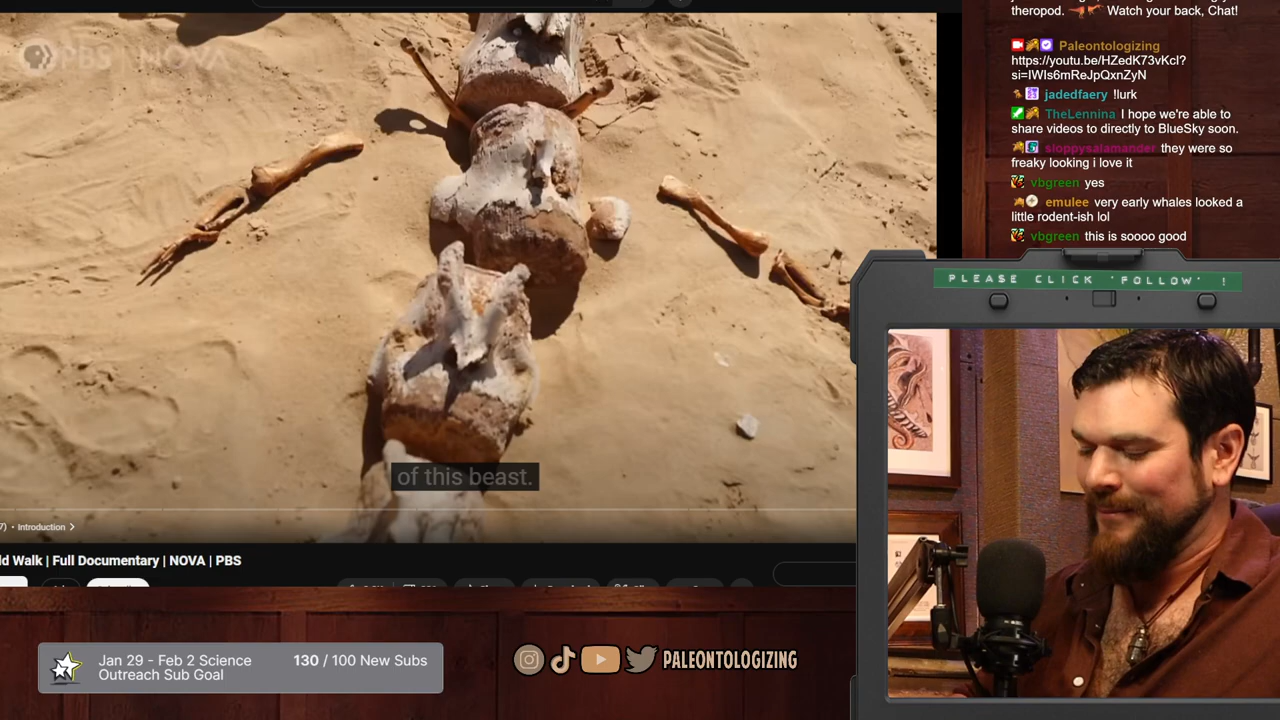 theropod. Watch your back, Chat!
PBS | NOVA
Paleontologizing
https://youtu.be/HZedK73vKcI?
si=IWIs6mReJpQxnZyN
jadedfaery !lurk
TheLennina I hope we're able to
share videos to directly to BlueSky soon.
sloppysalamander they were so
freaky looking i love it
vbgreen yes
emulee very early whales looked a
little rodent-ish lol
vbgreen this is soooo good
PLEASE CLICK 'FOLLOW' !
of this beast.
7) • Introduction >
ld Walk | Full Documentary | NOVA | PBS
Jan 29 - Feb 2 Science
Outreach Sub Goal
130 / 100 New Subs
PALEONTOLOGIZING